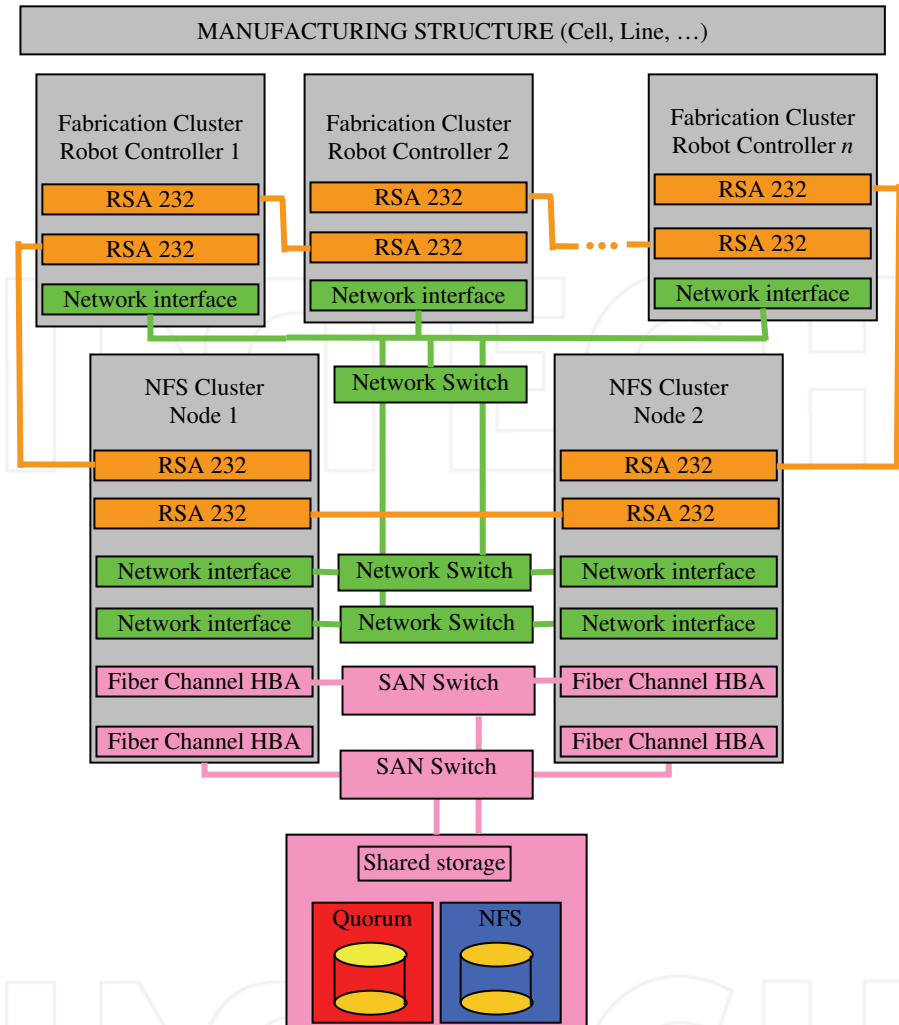 MANUFACTURING STRUCTURE (Cell, Line, …)
Fabrication Cluster
Robot Controller 1
RSA 232
RSA 232
Network interface
Fabrication Cluster
Robot Controller 2
RSA 232
RSA 232
Network interface
Fabrication Cluster
Robot Controller n
RSA 232
RSA 232
Network interface
Network Switch
NFS Cluster
Node 1
RSA 232
RSA 232
Network interface
Network interface
Fiber Channel HBA
Fiber Channel HBA
Network Switch
Network Switch
SAN Switch
SAN Switch
NFS Cluster
Node 2
RSA 232
RSA 232
Network interface
Network interface
Fiber Channel HBA
Fiber Channel HBA
Shared storage
Quorum
NFS